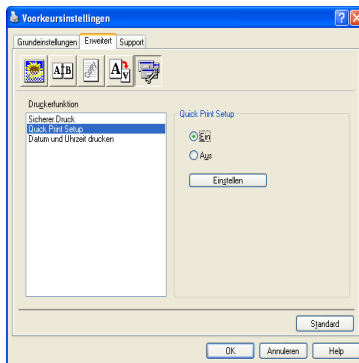 Voorkeursinstellingen
Grundeinstellungen Erweitert Support
A B
A
Druckerfunktion
Sicherer Druck
Quick Print Setup
Datum und Uhrzeit drucken
Quick Print Setup
Ein
Aus
Einstellen
Standard
OK Annuleren Help